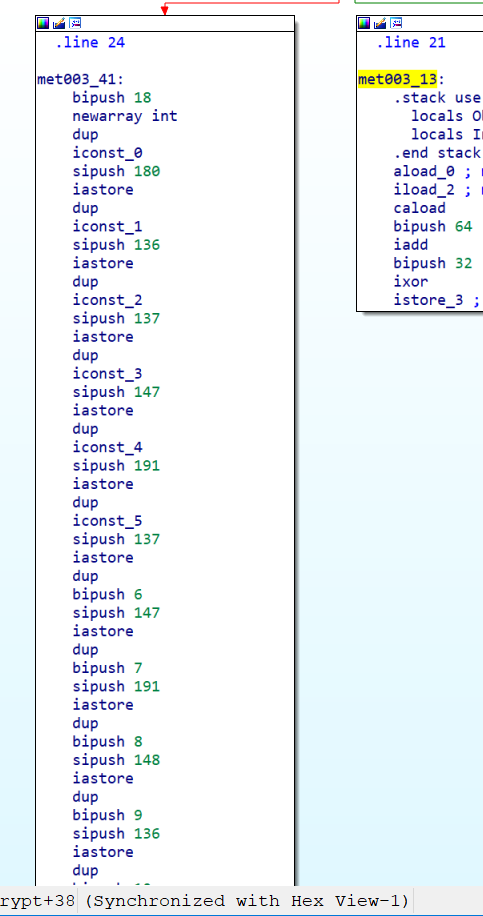 .line 24
met003_41:
bipush 18
newarray int
dup
iconst_0
sipush 180
iastore
dup
iconst_1
sipush 136
iastore
dup
iconst_2
sipush 137
iastore
dup
iconst_3
sipush 147
iastore
dup
iconst_4
sipush 191
iastore
dup
iconst_5
sipush 137
iastore
dup
bipush 6
sipush 147
iastore
dup
bipush 7
sipush 191
iastore
dup
bipush 8
sipush 148
iastore
dup
bipush 9
sipush 136
iastore
dup
.line 21
met003_13:
.stack use
locals
locals
.end stack
aload_0 ;
iload_2 ;
caload
bipush 64
iadd
bipush 32
ixor
istore_3 ;
rypt+38 (Synchronized with Hex View-1)